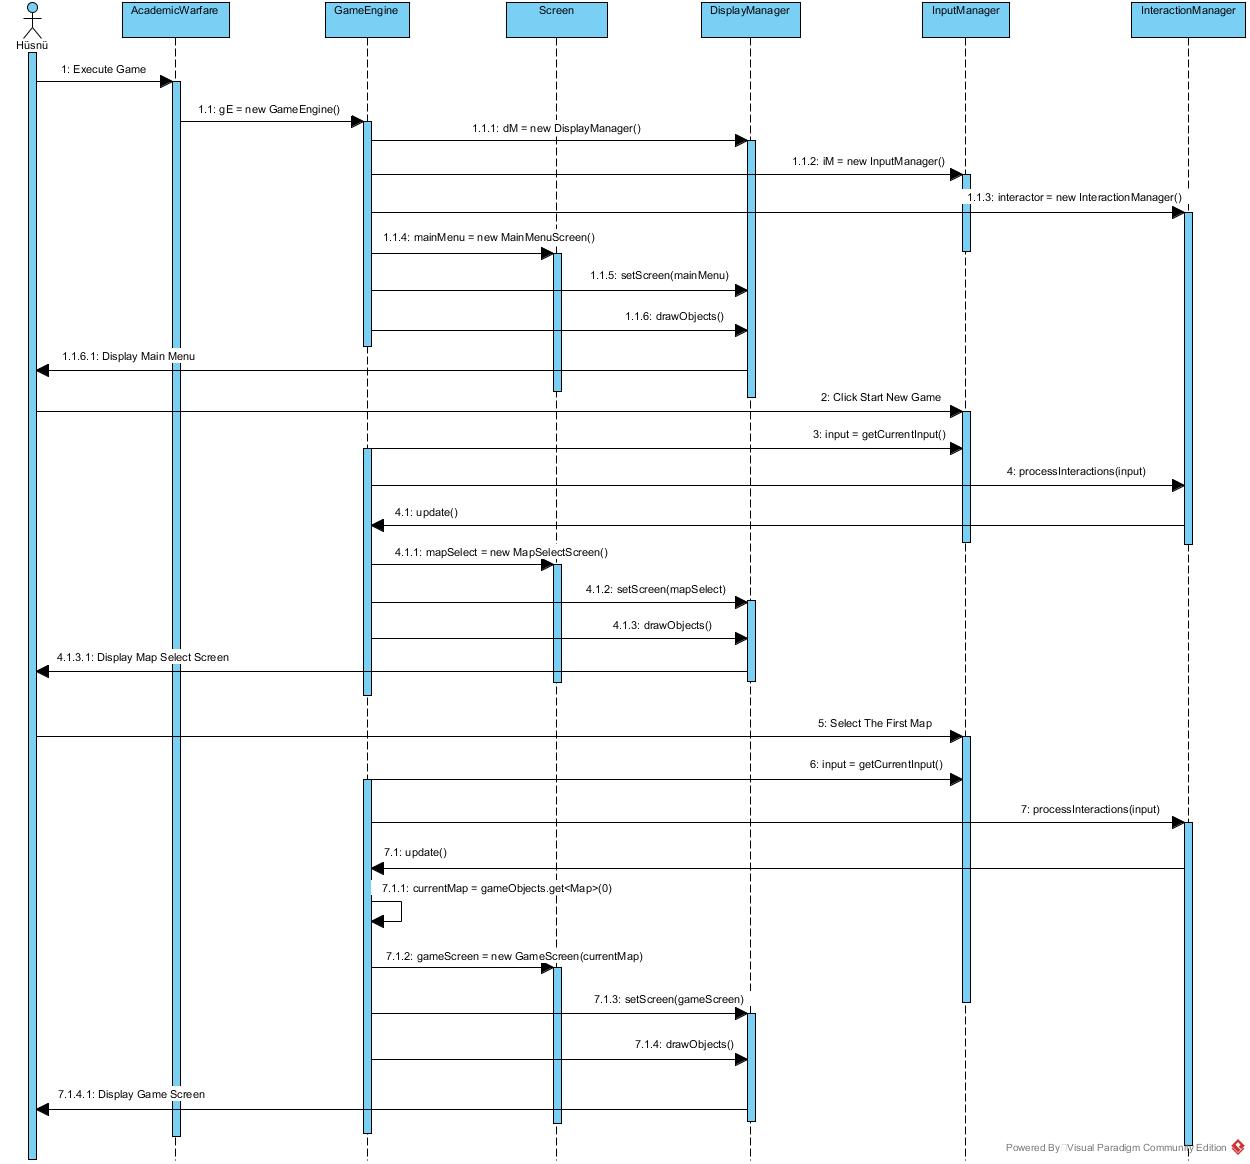 AcademicWarfare
GameEngine
Screen
DisplayManager
InputManager
InteractionManager
Hüsnü
1: Execute Game
1.1: gE = new GameEngine()
1.1.1: dM = new DisplayManager()
1.1.2: iM = new InputManager()
1.1.3: interactor = new InteractionManager()
1.1.4: mainMenu = new MainMenuScreen()
1.1.5: setScreen(mainMenu)
1.1.6: drawObjects()
1.1.6.1: Display Main Menu
2: Click Start New Game
3: input = getCurrentInput()
4: processInteractions(input)
4.1: update()
4.1.1: mapSelect = new MapSelectScreen()
4.1.2: setScreen(mapSelect)
4.1.3: drawObjects()
4.1.3.1: Display Map Select Screen
5: Select The First Map
6: input = getCurrentInput()
7: processInteractions(input)
7.1: update()
7.1.1: currentMap = gameObjects.get<Map>(0)
7.1.2: gameScreen = new GameScreen(currentMap)
7.1.3: setScreen(gameScreen)
7.1.4: drawObjects()
7.1.4.1: Display Game Screen
Powered By Visual Paradigm Community Edition